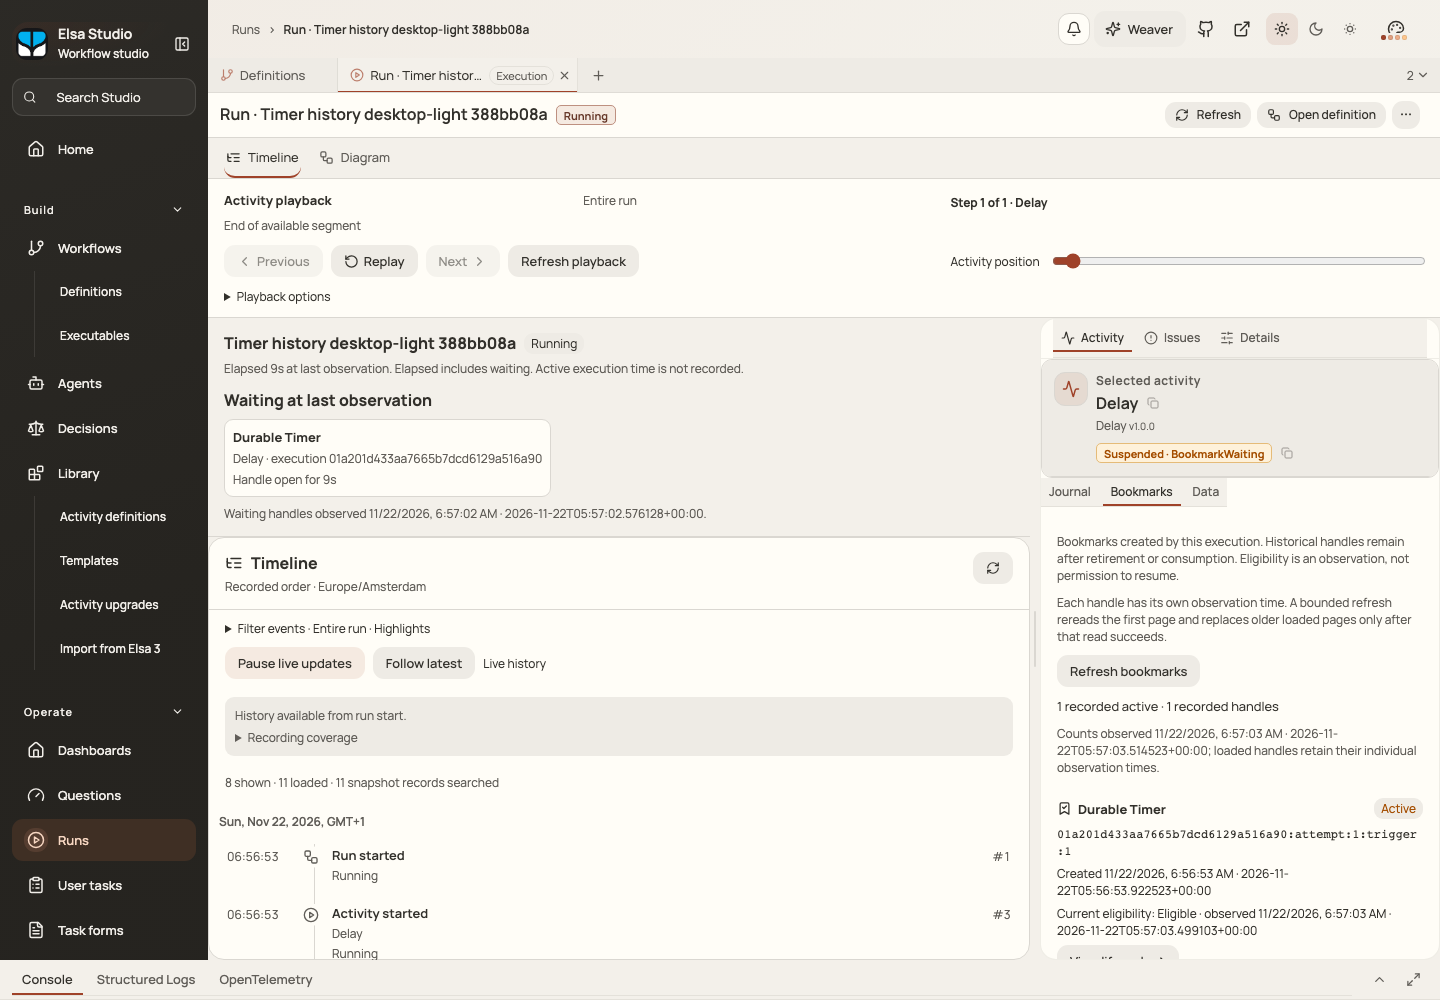 Elsa Studio
Workflow studio
Search Studio
Home
Build
Workflows
Definitions
Executables
Agents
Decisions
Library
Activity definitions
Templates
Activity upgrades
Import from Elsa 3
Operate
Dashboards
Questions
Runs
User tasks
Task forms
Runs › Run · Timer history desktop-light 388bb08a
Weaver
Definitions
Run · Timer histor... Execution
2
Run · Timer history desktop-light 388bb08a Running
Refresh
Open definition
Timeline
Diagram
Activity playback
Entire run
Step 1 of 1 · Delay
End of available segment
Previous
Replay
Next
Refresh playback
Activity position
Playback options
Timer history desktop-light 388bb08a Running
Elapsed 9s at last observation. Elapsed includes waiting. Active execution time is not recorded.
Waiting at last observation
Durable Timer
Delay · execution 01a201d433aa7665b7dcd6129a516a90
Handle open for 9s
Waiting handles observed 11/22/2026, 6:57:02 AM · 2026-11-22T05:57:02.576128+00:00.
Timeline
Recorded order · Europe/Amsterdam
Filter events · Entire run · Highlights
Pause live updates
Follow latest
Live history
History available from run start.
Recording coverage
8 shown · 11 loaded · 11 snapshot records searched
Sun, Nov 22, 2026, GMT+1
06:56:53
Run started
#1
Running
06:56:53
Activity started
#3
Delay
Running
Activity
Issues
Details
Selected activity
Delay
Delay v1.0.0
Suspended · BookmarkWaiting
Journal
Bookmarks
Data
Bookmarks created by this execution. Historical handles remain
after retirement or consumption. Eligibility is an observation, not
permission to resume.
Each handle has its own observation time. A bounded refresh
rereads the first page and replaces older loaded pages only after
that read succeeds.
Refresh bookmarks
1 recorded active · 1 recorded handles
Counts observed 11/22/2026, 6:57:03 AM · 2026-11-
22T05:57:03.514523+00:00; loaded handles retain their individual
observation times.
Durable Timer
Active
01a201d433aa7665b7dcd6129a516a90:attempt:1:trigger
:1
Created 11/22/2026, 6:56:53 AM · 2026-11-
22T05:56:53.922523+00:00
Current eligibility: Eligible · observed 11/22/2026, 6:57:03 AM ·
2026-11-22T05:57:03.499103+00:00
Console
Structured Logs
OpenTelemetry